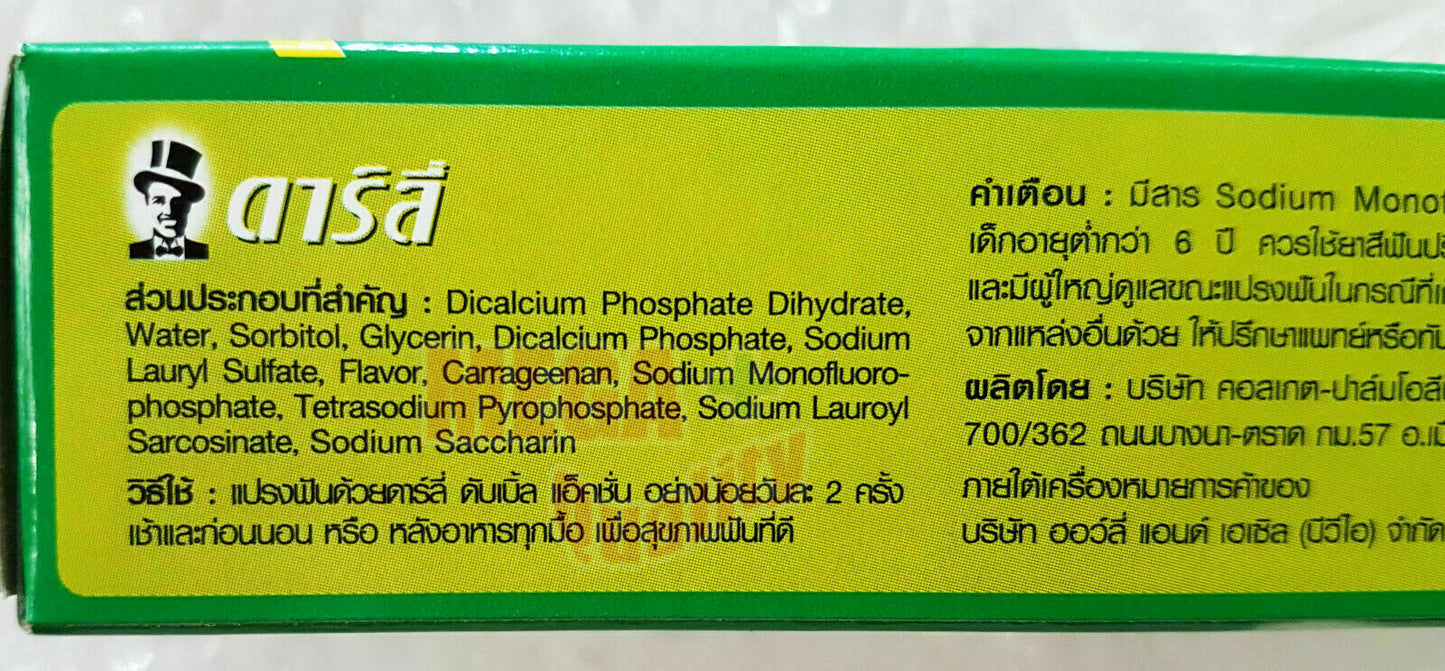 ดาร์ลี่
ส่วนประกอบที่สำคัญ : Dicalcium Phosphate Dihydrate,
Water, Sorbitol, Glycerin, Dicalcium Phosphate, Sodium
Lauryl Sulfate, Flavor, Carrageenan, Sodium Monofluoro-
phosphate, Tetrasodium Pyrophosphate, Sodium Lauroyl
Sarcosinate, Sodium Saccharin
วิธีใช้ : แปรงฟันด้วยดาร์ลี่ ดับเบิ้ล แอ็คชั่น อย่างน้อยวันละ 2 ครั้ง
เช้าและก่อนนอน หรือ หลังอาหารทุกมื้อ เพื่อสุขภาพฟันที่ดี
คำเตือน : มีสาร Sodium Monof
เด็กอายุต่ำกว่า 6 ปี ควรใช้ยาสีฟันปริ
และมีผู้ใหญ่ดูแลขณะแปรงฟันในกรณีที่เ
จากแหล่งอื่นด้วย ให้ปรึกษาแพทย์หรือทัน
ผลิตโดย : บริษัท คอลเกต-ปาล์มโอลี
700/362 ถนนบางนา-ตราด กม.57 อ.เมื
ภายใต้เครื่องหมายการค้าของ
บริษัท ฮอว์ลี่ แอนด์ เฮเซิล (บีวีไอ) จำกัด